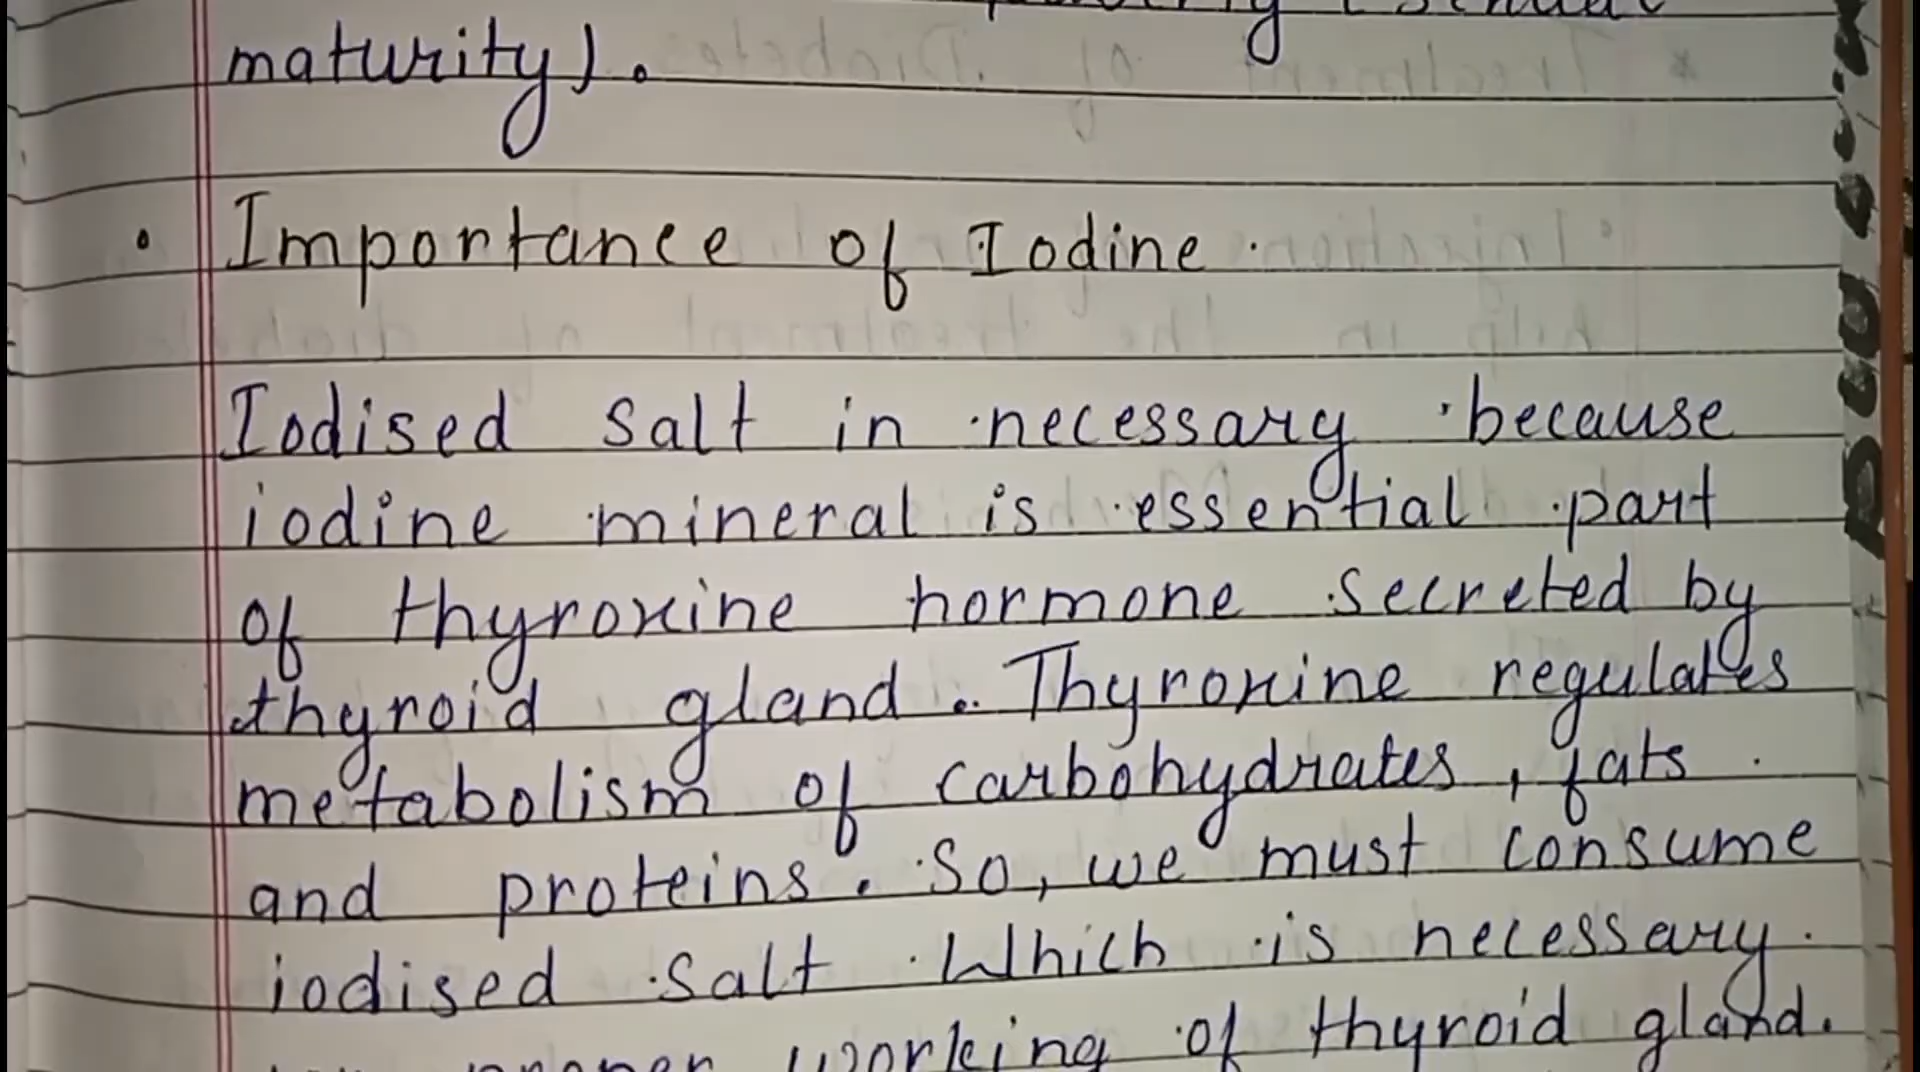 maturity).
• Importance of Iodine.
Iodised salt in necessary because
iodine mineral is essential part
of thyroxine hormone secreted by
thyroid gland. Thyroxine regulates
metabolism of carbohydrates, fats
and proteins. So, we must consume
iodised salt which is necessary
proper working of thyroid gland.